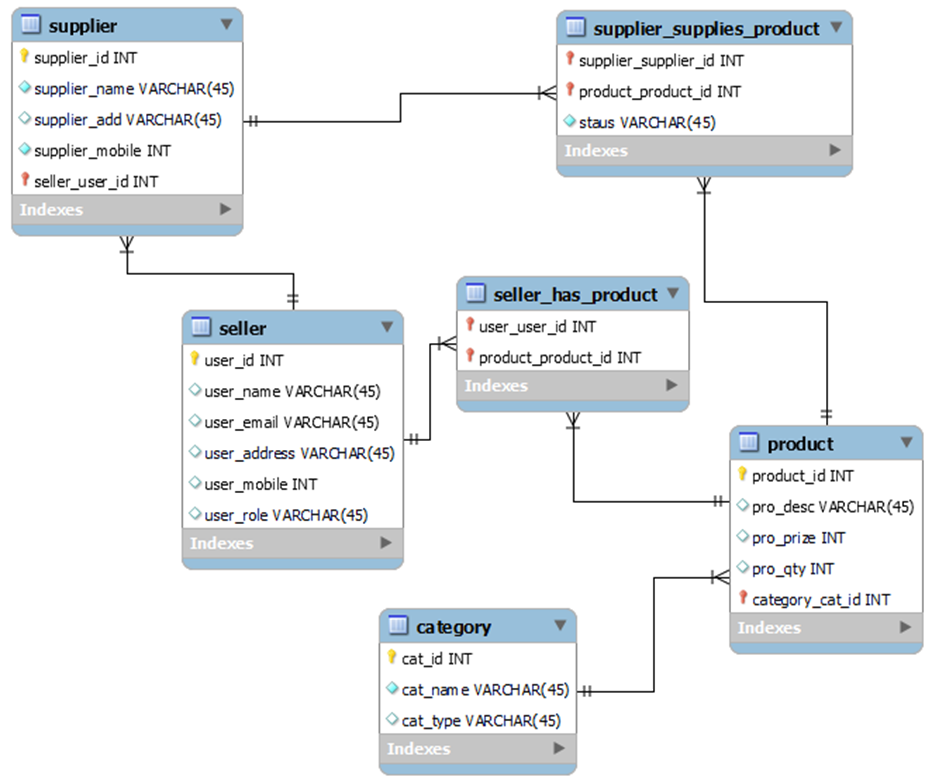 supplier
supplier_id INT
supplier_name VARCHAR(45)
supplier_add VARCHAR(45)
supplier_mobile INT
seller_user_id INT
Indexes
supplier_supplies_product
supplier_supplier_id INT
product_product_id INT
staus VARCHAR(45)
Indexes
seller
user_id INT
user_name VARCHAR(45)
user_email VARCHAR(45)
user_address VARCHAR(45)
user_mobile INT
user_role VARCHAR(45)
Indexes
seller_has_product
user_user_id INT
product_product_id INT
Indexes
product
product_id INT
pro_desc VARCHAR(45)
pro_prize INT
pro_qty INT
category_cat_id INT
Indexes
category
cat_id INT
cat_name VARCHAR(45)
cat_type VARCHAR(45)
Indexes